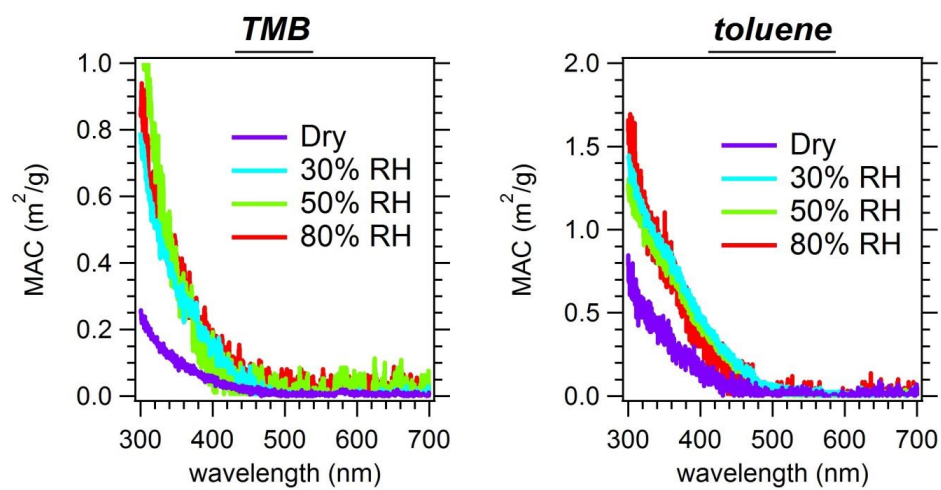 TMB
MAC (m²/g)
1.0
0.8
0.6
0.4
0.2
0.0
Dry
30% RH
50% RH
80% RH
300 400 500 600 700
wavelength (nm)
toluene
MAC (m²/g)
2.0
1.5
1.0
0.5
0.0
Dry
30% RH
50% RH
80% RH
300 400 500 600 700
wavelength (nm)